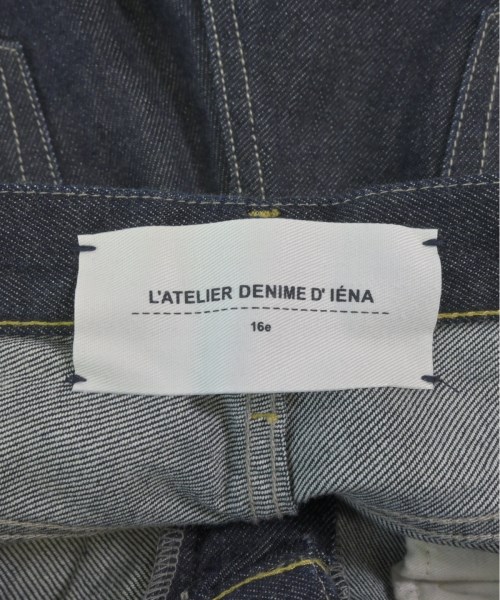 L'ATELIER DENIME D' IÉNA
16e